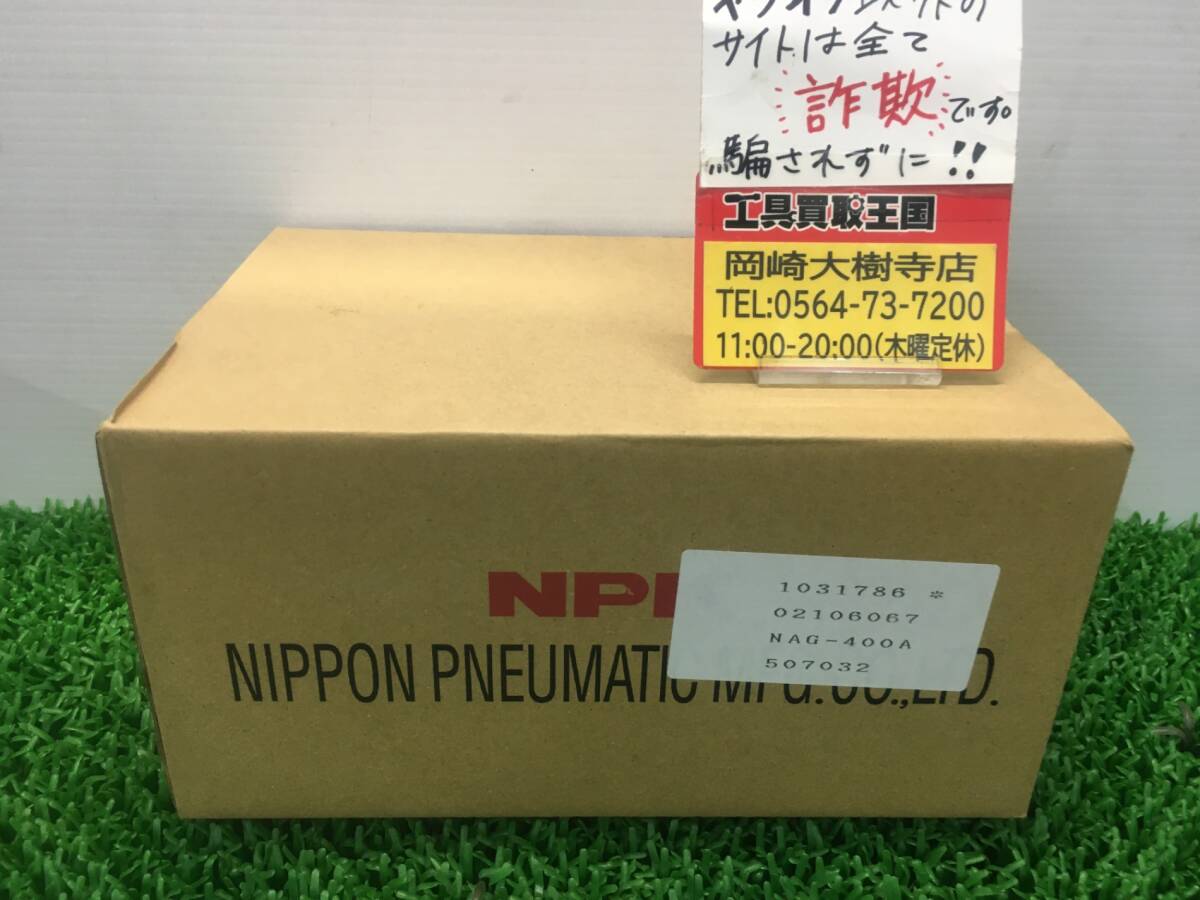 サイトは全て
詐欺です。
騙されずに!!
工具買取王国
岡崎大樹寺店
TEL:0564-73-7200
11:00-20:00(木曜定休)
NP
NIPPON PNEUMATIC MFG.CO.,LTD.
1031786 *
02106067
NAG-400A
507032